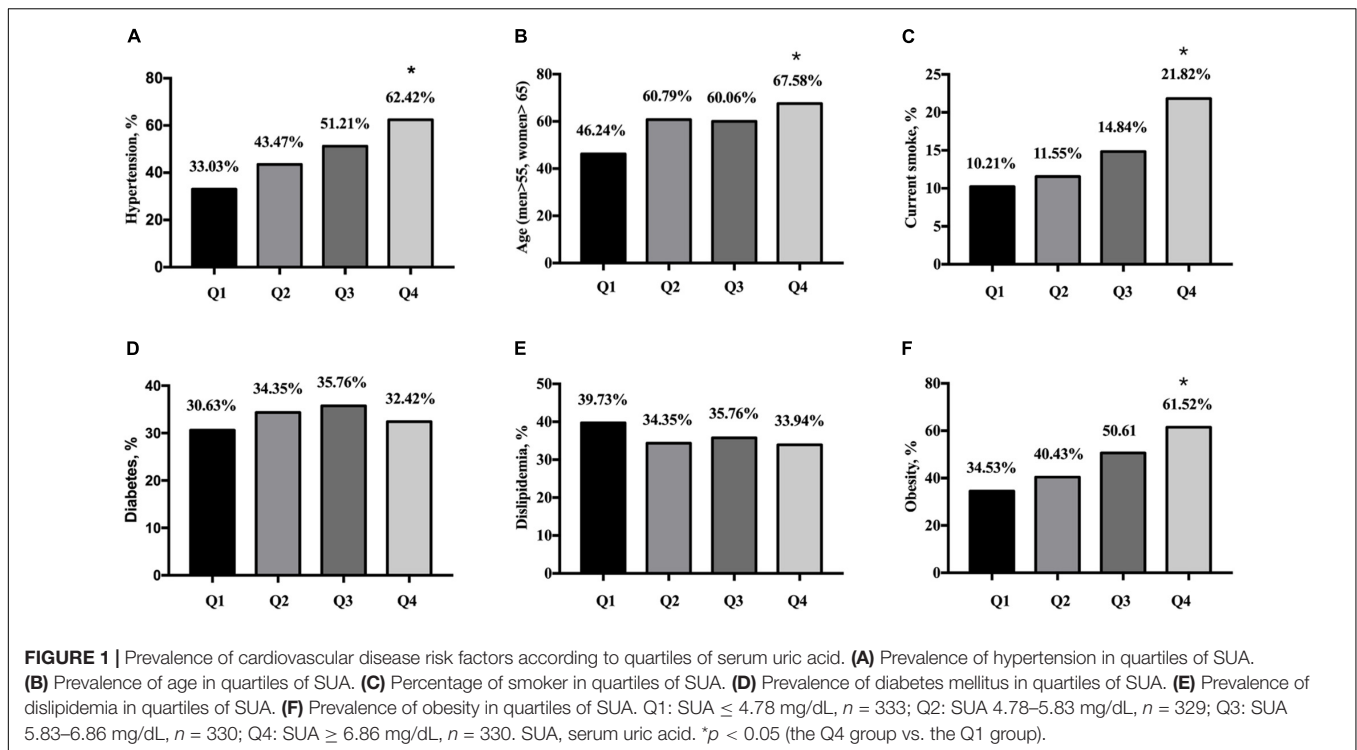 A
Hypertension, %
80
60
40
20
0
33.03%
43.47%
51.21%
*
62.42%
Q1 Q2 Q3 Q4
B
Age (men>55, women> 65)
80
60
40
20
0
46.24%
60.79%
60.06%
*
67.58%
Q1 Q2 Q3 Q4
C
Current smoke, %
25
20
15
10
5
0
10.21%
11.55%
14.84%
*
21.82%
Q1 Q2 Q3 Q4
D
Diabetes, %
40
30
20
10
0
30.63%
34.35%
35.76%
32.42%
Q1 Q2 Q3 Q4
E
Dislipidemia, %
50
40
30
20
10
0
39.73%
34.35%
35.76%
33.94%
Q1 Q2 Q3 Q4
F
Obesity, %
80
60
40
20
0
34.53%
40.43%
50.61
*
61.52%
Q1 Q2 Q3 Q4
FIGURE 1 | Prevalence of cardiovascular disease risk factors according to quartiles of serum uric acid. (A) Prevalence of hypertension in quartiles of SUA.
(B) Prevalence of age in quartiles of SUA. (C) Percentage of smoker in quartiles of SUA. (D) Prevalence of diabetes mellitus in quartiles of SUA. (E) Prevalence of
dislipidemia in quartiles of SUA. (F) Prevalence of obesity in quartiles of SUA. Q1: SUA ≤ 4.78 mg/dL, n = 333; Q2: SUA 4.78–5.83 mg/dL, n = 329; Q3: SUA
5.83–6.86 mg/dL, n = 330; Q4: SUA ≥ 6.86 mg/dL, n = 330. SUA, serum uric acid. *p < 0.05 (the Q4 group vs. the Q1 group).